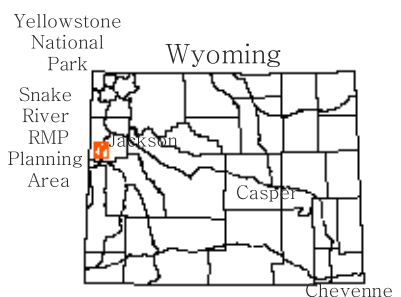 Yellowstone
National
Park
Wyoming
Snake
River
RMP
Planning
Area
Jackson
Casper
Cheyenne